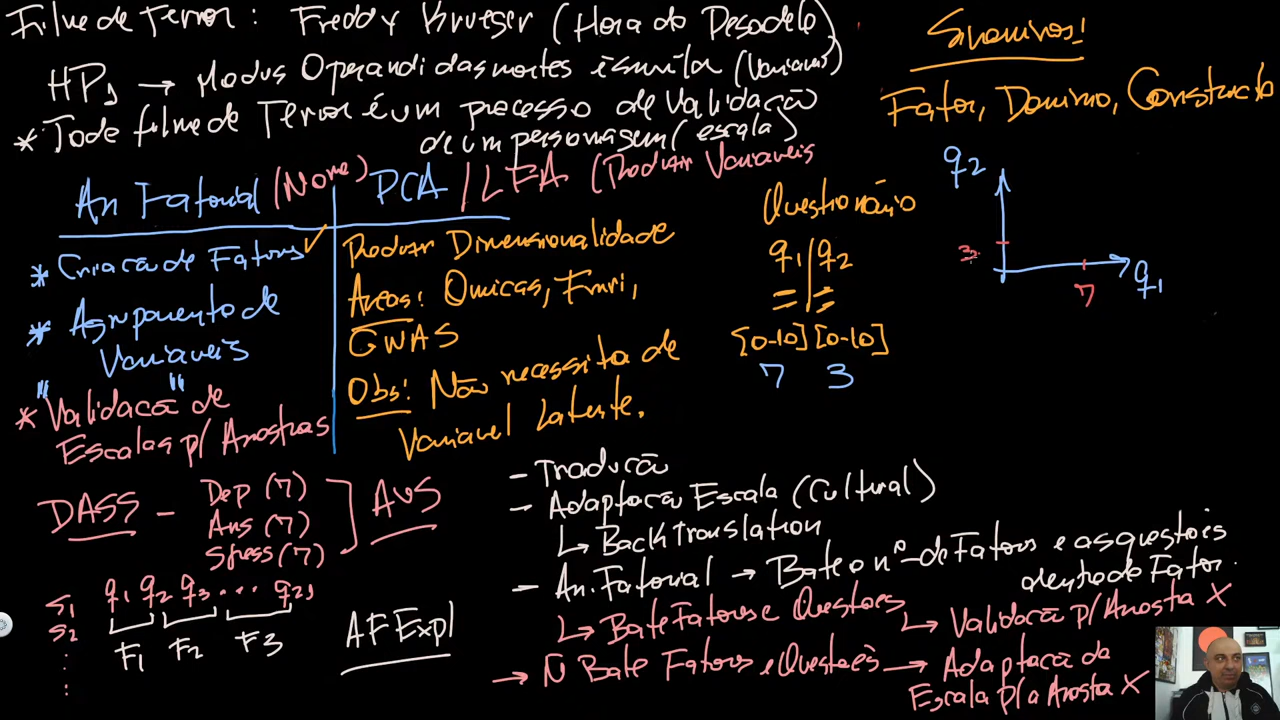 Filme de Terror: Freddy Krueger (Hora do Pesadelo)
HP1 → Modus Operandi das mortes é similar (Variáveis)
* Todo filme de Terror é um processo de Validação
de um personagem (escala)
Sinônimos!
Fator, Domínio, Constructo
An Fatorial (Nome)
* Criação de Fatores ✓
* Agrupamento de
Variáveis
* "Validação" de
Escalas p/ Amostras
PCA / LFA (Produzir Variáveis
Reduzir Dimensionalidade
Áreas: Ômicas, Fmri,
GWAS
Obs: Não necessita de
Variável Latente.
Questionário
q1 | q2
= | =
[0-10] [0-10]
7 3
q2
3
7
q1
DASS - Dep (7)
Ans (7)
Stress (7)
AVS
q1 q2 q3 ... q21
S1
S2
F1 F2 F3
AFExpl
- Tradução
- Adaptação Escala (Cultural)
↳ Back Translation
- An. Fatorial → Bate o nº de Fatores e as questões
dentro de Fator.
↳ Bate Fatores e Questões
↳ Validação p/ Amostra X
→ Ñ Bate Fatores e Questões → Adaptação da
Escala p/ a Amostra X